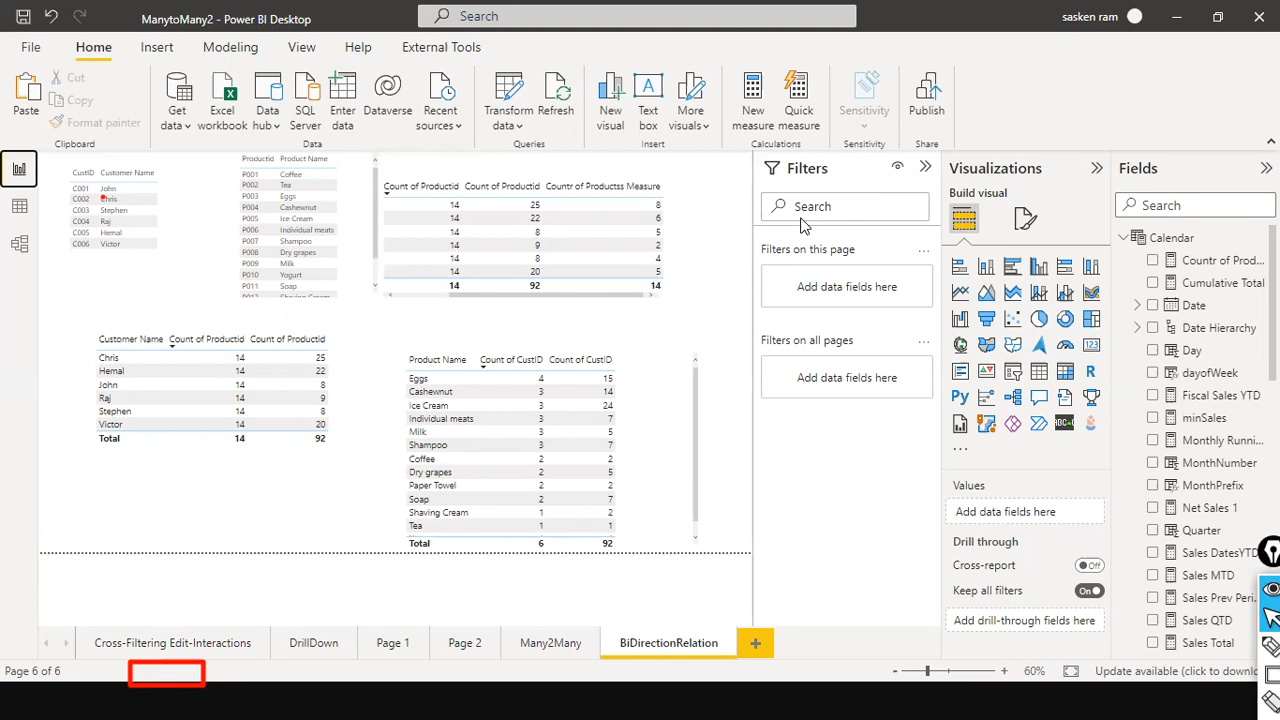 ManytoMany2 - Power BI Desktop
Search
sasken ram
File Home Insert Modeling View Help External Tools
Paste
Cut
Copy
Format painter
Clipboard
Get data
Excel workbook
Data hub
SQL Server
Enter data
Dataverse
Recent sources
Data
Transform data
Refresh
Queries
New visual
Text box
More visuals
Insert
New measure
Quick measure
Calculations
Sensitivity
Sensitivity
Publish
Share
CustID Customer Name
C001 John
C002 Chris
C003 Stephen
C004 Raj
C005 Hemal
C006 Victor
Productid Product Name
P001 Coffee
P002 Tea
P003 Eggs
P004 Cashewnut
P005 Ice Cream
P006 Individual meats
P007 Shampoo
P008 Dry grapes
P009 Milk
P010 Yogurt
P011 Soap
P012 Shaving Cream
Count of Productid Count of Productid Countr of Productss Measure
14 25 8
14 22 6
14 8 5
14 9 2
14 8 4
14 20 5
14 92 14
Customer Name Count of Productid Count of Productid
Chris 14 25
Hemal 14 22
John 14 8
Raj 14 9
Stephen 14 8
Victor 14 20
Total 14 92
Product Name Count of CustID Count of CustID
Eggs 4 15
Cashewnut 3 14
Ice Cream 3 24
Individual meats 3 7
Milk 3 5
Shampoo 3 7
Coffee 2 2
Dry grapes 2 5
Paper Towel 2 2
Soap 2 7
Shaving Cream 1 2
Tea 1 1
Total 6 92
Filters
Search
Filters on this page ...
Add data fields here
Filters on all pages ...
Add data fields here
Visualizations
Build visual
123
R
Py
ABC
...
Values
Add data fields here
Drill through
Cross-report Off
Keep all filters On
Add drill-through fields here
Fields
Search
Calendar
Countr of Prod...
Cumulative Total
Date
Date Hierarchy
Day
dayofWeek
Fiscal Sales YTD
minSales
Monthly Runni...
MonthNumber
MonthPrefix
Net Sales 1
Quarter
Sales DatesYTD
Sales MTD
Sales Prev Peri...
Sales QTD
Sales Total
Cross-Filtering Edit-Interactions DrillDown Page 1 Page 2 Many2Many BiDirectionRelation +
Page 6 of 6
- + 60%
Update available (click to downlo